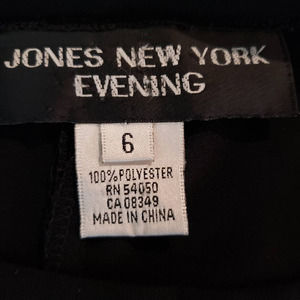 JONES NEW YORK
EVENING
6
100% POLYESTER
RN 54050
CA 08349
MADE IN CHINA